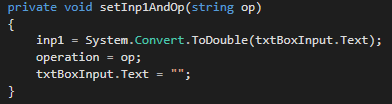 private void setInp1AndOp(string op)
{
    inp1 = System.Convert.ToDouble(txtBoxInput.Text);
    operation = op;
    txtBoxInput.Text = "";
}